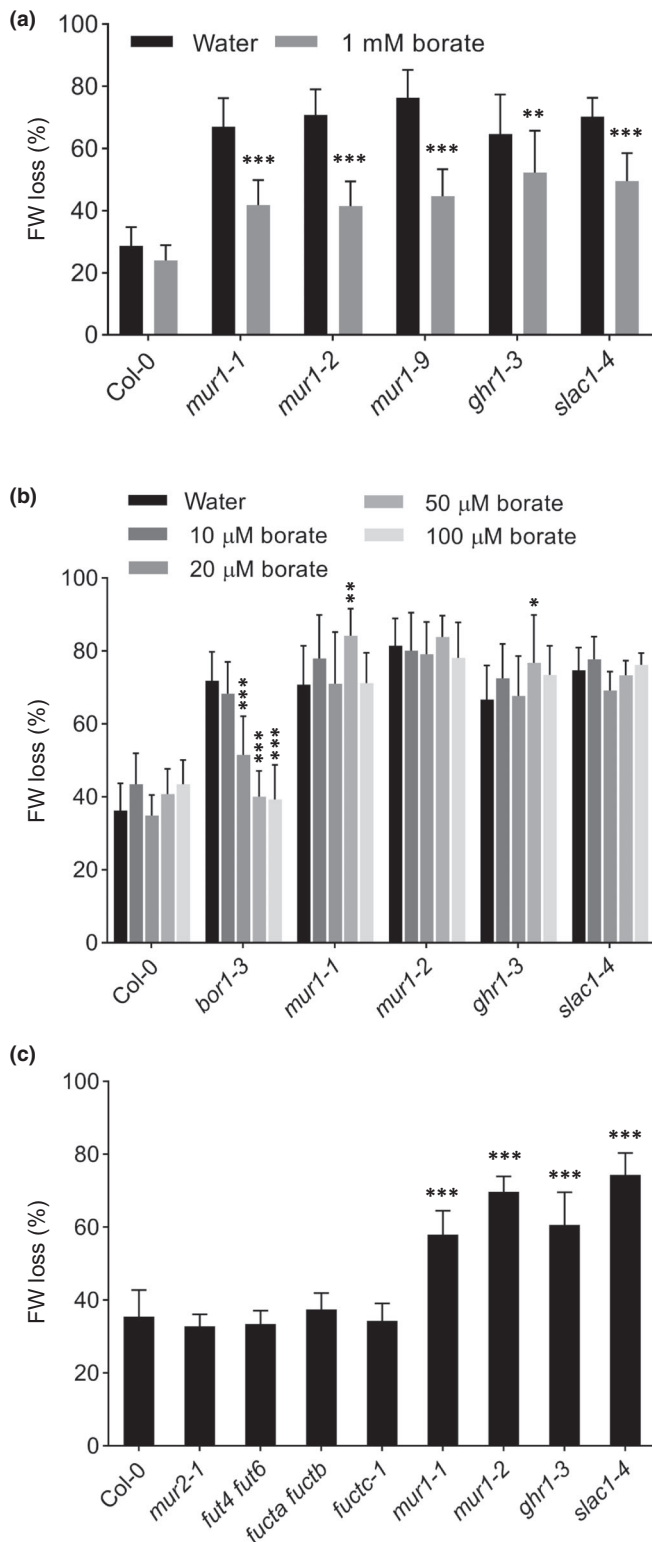 (a)
Water 1 mM borate
FW loss (%)
100
80
60
40
20
0
** 
*** *** *** ***
Col-0 mur1-1 mur1-2 mur1-9 ghr1-3 slac1-4
(b)
Water 50 μM borate
10 μM borate 100 μM borate
20 μM borate
FW loss (%)
100
80
60
40
20
0
*** *** *** ** *
Col-0 bor1-3 mur1-1 mur1-2 ghr1-3 slac1-4
(c)
FW loss (%)
100
80
60
40
20
0
*** *** *** ***
Col-0 mur2-1 fut4 fut6 fucta fuctb fuctc-1 mur1-1 mur1-2 ghr1-3 slac1-4